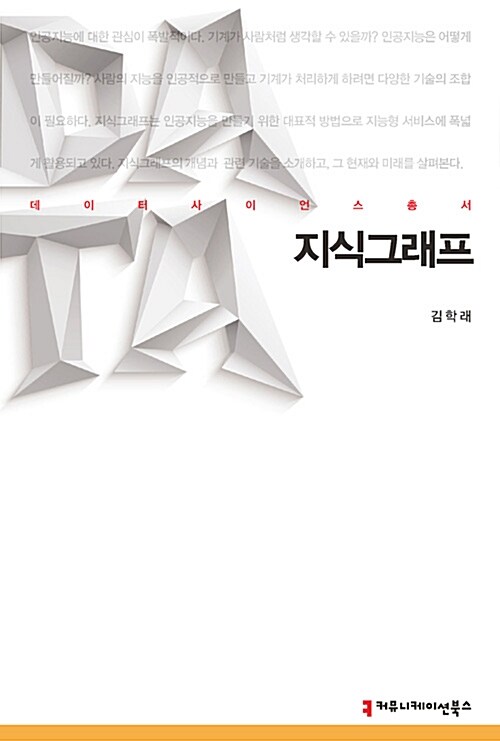 인공지능에 대한 관심이 폭발적이다. 기계가 사람처럼 생각할 수 있을까? 인공지능은 어떻게
만들어질까? 사람의 지능을 인공적으로 만들고 기계가 처리하게 하려면 다양한 기술의 조합
이 필요하다. 지식그래프는 인공지능을 만들기 위한 대표적 방법으로 지능형 서비스에 폭넓
게 활용되고 있다. 지식그래프의 개념과 관련 기술을 소개하고, 그 현재와 미래를 살펴본다.
DA
데이터사이언스총서
지식그래프
TA
김학래
커뮤니케이션북스